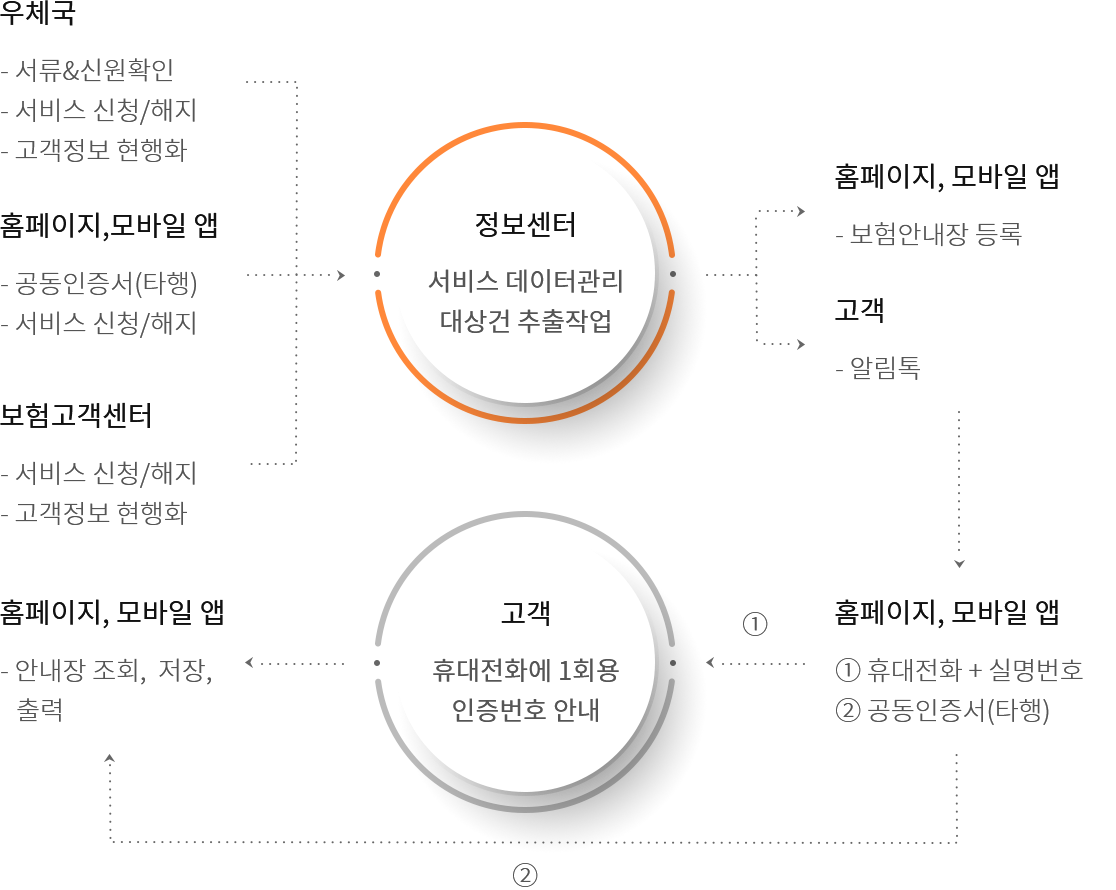 우체국
- 서류&신원확인
- 서비스 신청/해지
- 고객정보 현행화
홈페이지,모바일 앱
- 공동인증서(타행)
- 서비스 신청/해지
보험고객센터
- 서비스 신청/해지
- 고객정보 현행화
정보센터
서비스 데이터관리
대상건 추출작업
홈페이지, 모바일 앱
- 보험안내장 등록
고객
- 알림톡
홈페이지, 모바일 앱
① 휴대전화 + 실명번호
② 공동인증서(타행)
①
고객
휴대전화에 1회용
인증번호 안내
홈페이지, 모바일 앱
- 안내장 조회, 저장,
출력
②